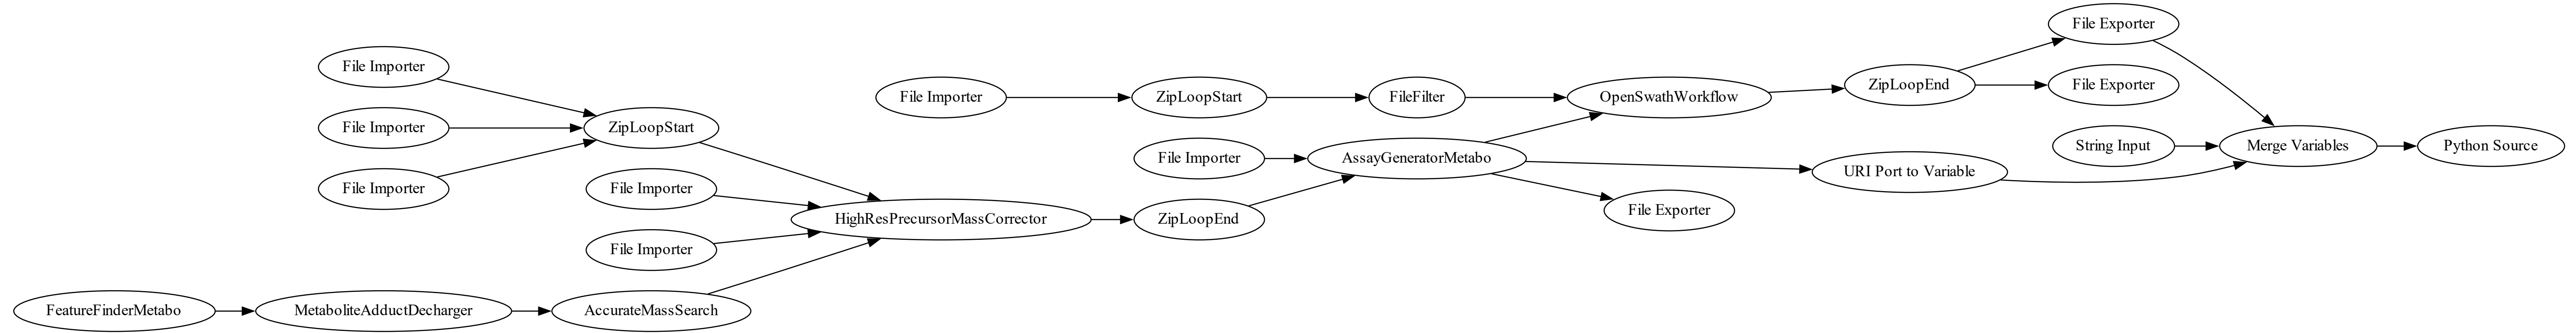 File Exporter
File Importer
File Exporter
File Importer
ZipLoopStart
FileFilter
OpenSwathWorkflow
ZipLoopEnd
File Importer
ZipLoopStart
String Input
Merge Variables
Python Source
File Importer
AssayGeneratorMetabo
URI Port to Variable
File Importer
File Importer
File Exporter
HighResPrecursorMassCorrector
ZipLoopEnd
File Importer
FeatureFinderMetabo
MetaboliteAdductDecharger
AccurateMassSearch